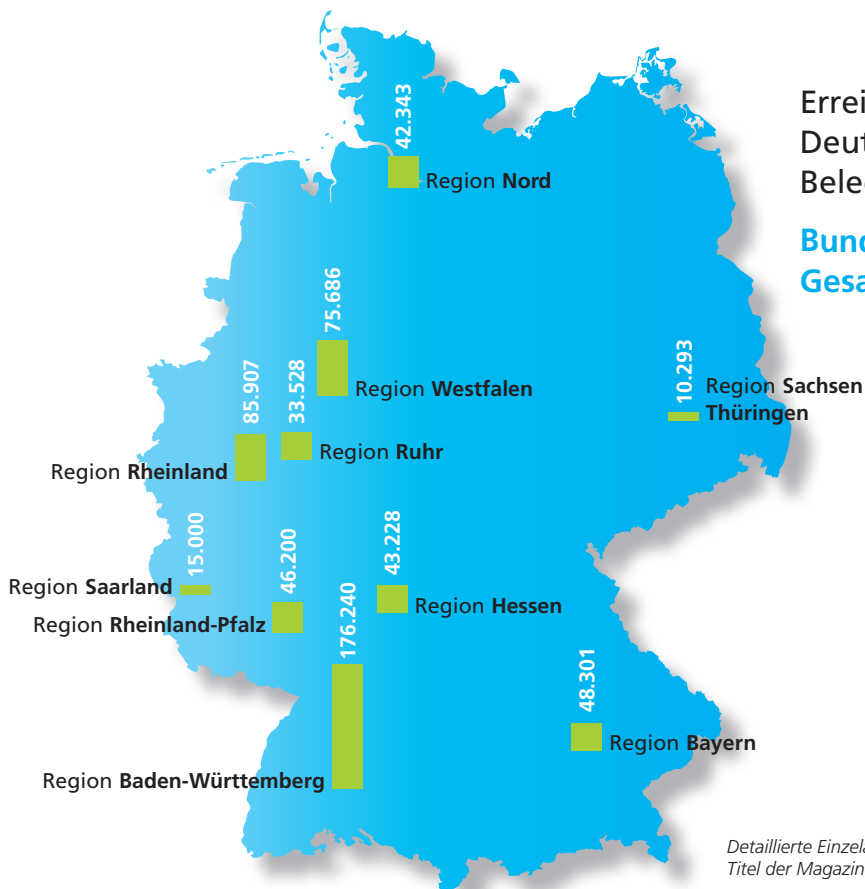 Errei
Deut
Bele
Bund
Gesa
42.343
Region Nord
75.686
Region Westfalen
85.907
Region Rheinland
33.528
Region Ruhr
10.293
Region Sachsen
Thüringen
15.000
Region Saarland
46.200
Region Rheinland-Pfalz
43.228
Region Hessen
176.240
Region Baden-Württemberg
48.301
Region Bayern
Detaillierte Einzela
Titel der Magazin